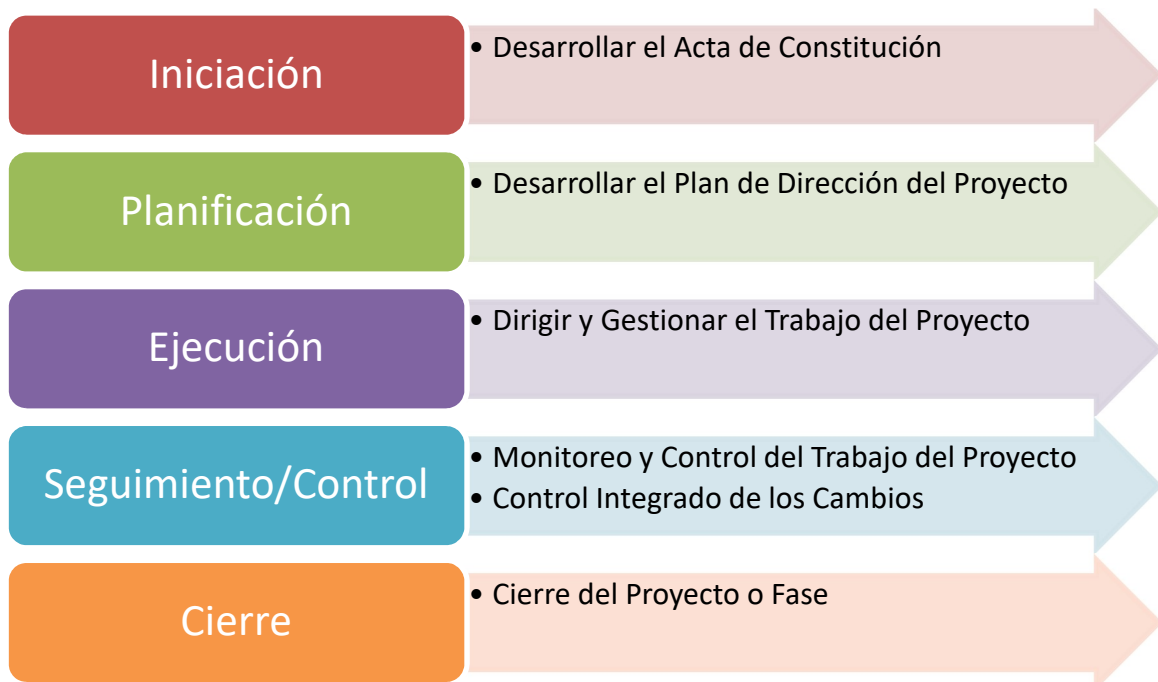 Iniciación
• Desarrollar el Acta de Constitución
Planificación
• Desarrollar el Plan de Dirección del Proyecto
Ejecución
• Dirigir y Gestionar el Trabajo del Proyecto
Seguimiento/Control
• Monitoreo y Control del Trabajo del Proyecto
• Control Integrado de los Cambios
Cierre
• Cierre del Proyecto o Fase